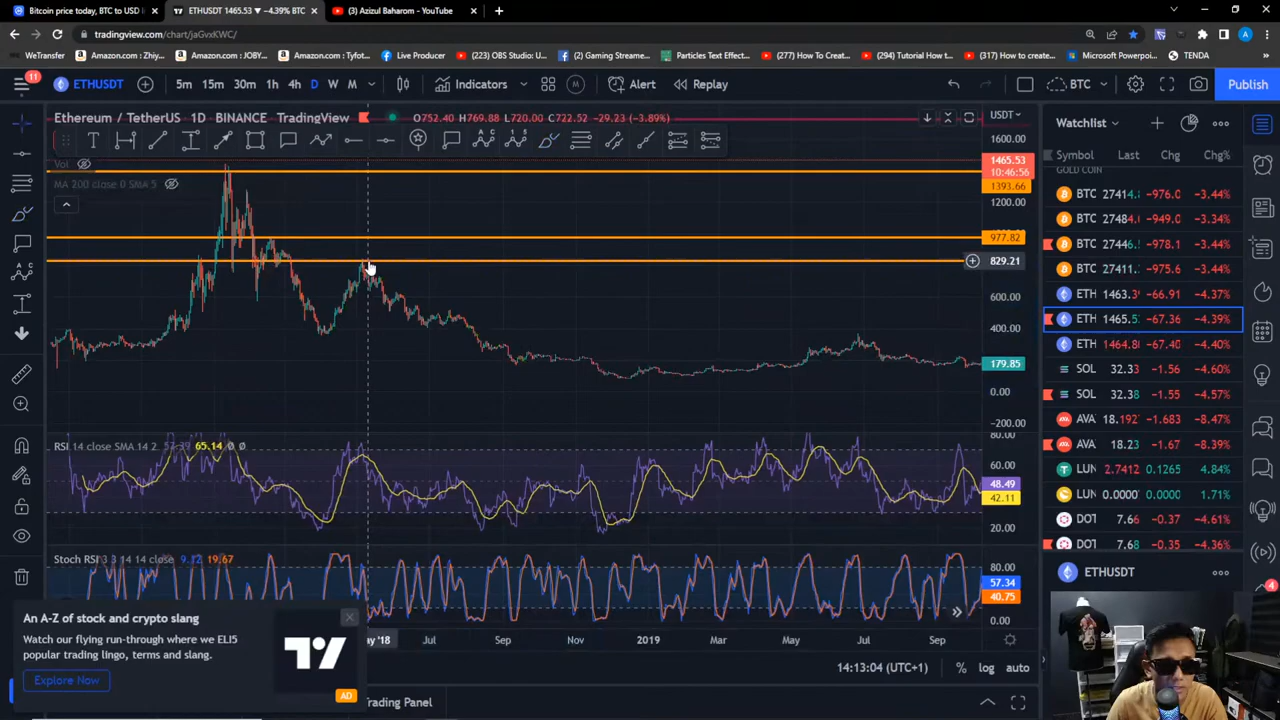 Bitcoin price today, BTC to USD l
ETHUSDT 1465.53 ▼ −4.39% BTC
(3) Azizul Baharom - YouTube
tradingview.com/chart/jaGvxKWC/
WeTransfer
Amazon.com: Zhiy...
Amazon.com: JOBY...
Amazon.com: Tyfot...
Live Producer
(223) OBS Studio: U...
(2) Gaming Streame...
Particles Text Effect...
(277) How To Creat...
(194) Tutorial How t...
(317) How to create...
Microsoft Powerpoi...
TENDA
11
ETHUSDT
5m 15m 30m 1h 4h D W M
Indicators
Alert
Replay
BTC
Publish
Ethereum / TetherUS 1D BINANCE TradingView
O752.40 H769.88 L720.00 C722.52 −29.23 (−3.89%)
USDT
Vol
MA 200 close 0 SMA 5
1600.00
1465.53
10:46:56
1393.66
1200.00
977.82
829.21
600.00
400.00
179.85
0.00
-200.00
RSI 14 close SMA 14 2 57.39 65.14 Ø Ø
80.00
60.00
48.49
42.11
20.00
Stoch RSI 3 3 14 14 close 9.12 19.67
80.00
57.34
40.75
0.00
ay '18
Jul
Sep
Nov
2019
Mar
May
Jul
Sep
14:13:04 (UTC+1)
%
log
auto
An A-Z of stock and crypto slang
Watch our flying run-through where we ELI5
popular trading lingo, terms and slang.
Explore Now
AD
rading Panel
Watchlist
Symbol Last Chg Chg%
GOLD COIN
BTC 27414. -976.0 −3.44%
BTC 27484. -949.0 −3.34%
BTC 27446. -978.1 −3.44%
BTC 27411. -975.6 −3.44%
ETH 1463.3 -66.91 −4.37%
ETH 1465.5 -67.36 −4.39%
ETH 1464.8 -67.40 −4.40%
SOL 32.33 -1.56 −4.60%
SOL 32.38 -1.55 −4.57%
AVA 18.192 -1.683 −8.47%
AVA 18.23 -1.67 −8.39%
LUN 2.7412 0.1265 4.84%
LUN 0.0000 0.0000 1.71%
DOT 7.66 -0.37 −4.61%
DOT 7.68 -0.35 −4.36%
ETHUSDT
4